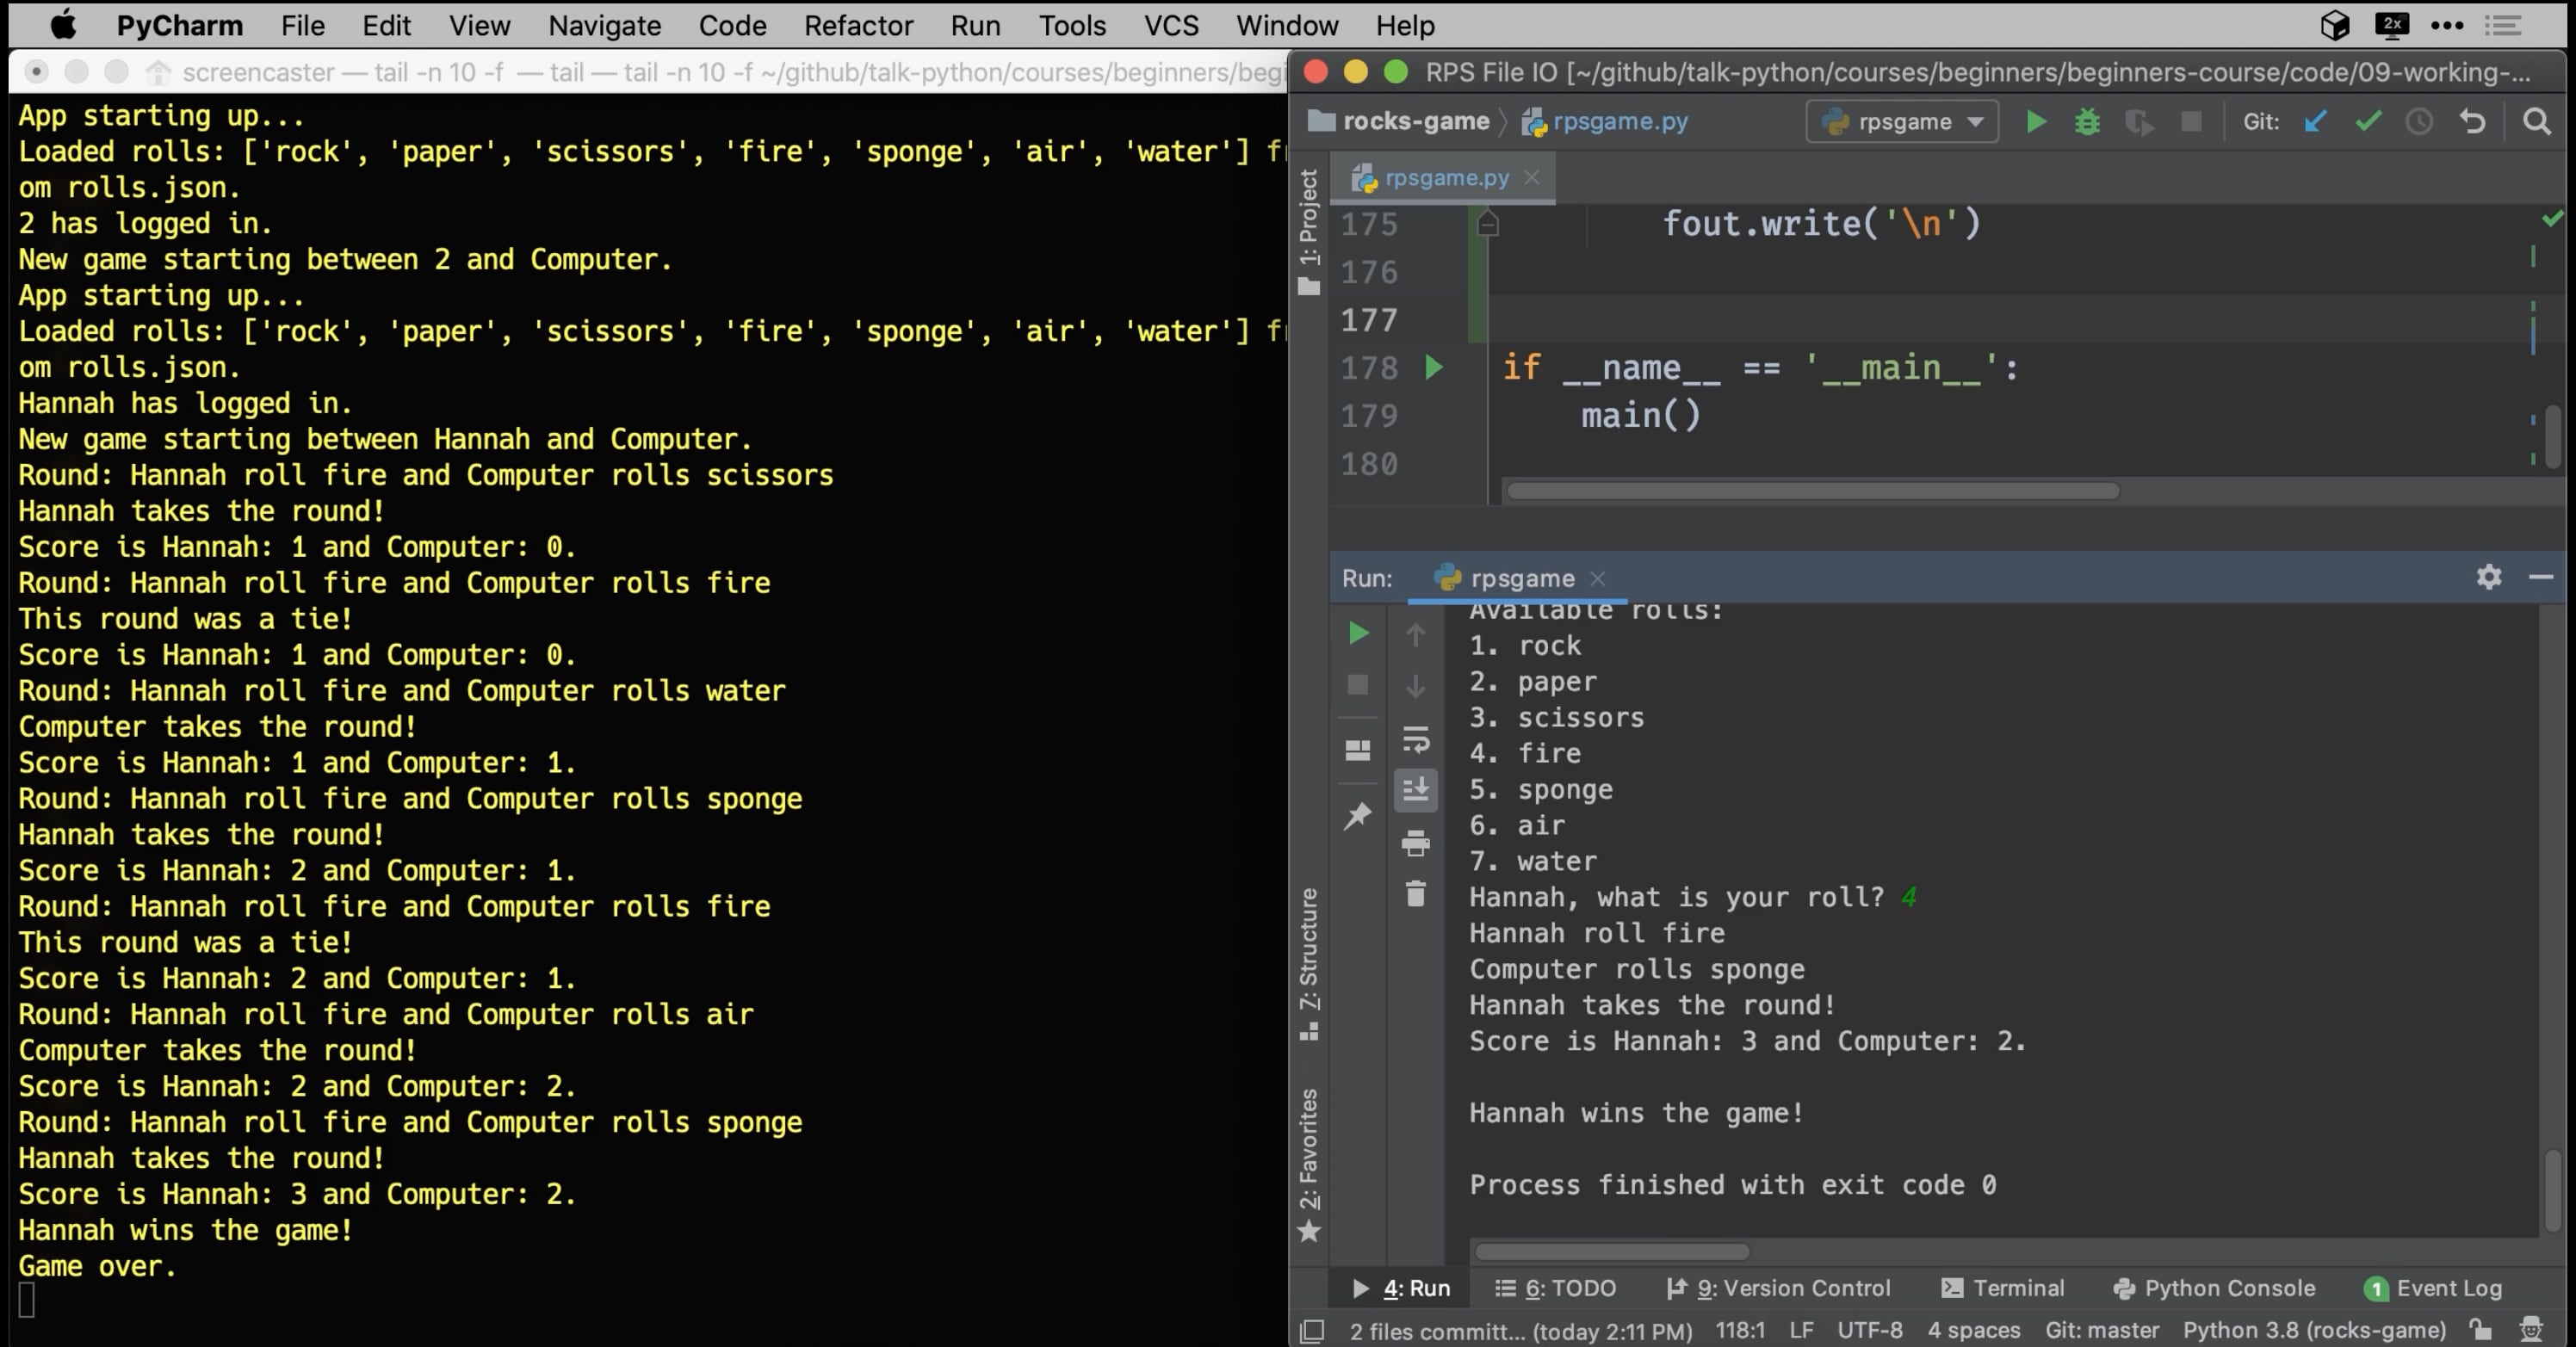 PyCharm File Edit View Navigate Code Refactor Run Tools VCS Window Help 2x
screencaster — tail -n 10 -f — tail — tail -n 10 -f ~/github/talk-python/courses/beginners/begi
App starting up...
Loaded rolls: ['rock', 'paper', 'scissors', 'fire', 'sponge', 'air', 'water'] fr
om rolls.json.
2 has logged in.
New game starting between 2 and Computer.
App starting up...
Loaded rolls: ['rock', 'paper', 'scissors', 'fire', 'sponge', 'air', 'water'] fr
om rolls.json.
Hannah has logged in.
New game starting between Hannah and Computer.
Round: Hannah roll fire and Computer rolls scissors
Hannah takes the round!
Score is Hannah: 1 and Computer: 0.
Round: Hannah roll fire and Computer rolls fire
This round was a tie!
Score is Hannah: 1 and Computer: 0.
Round: Hannah roll fire and Computer rolls water
Computer takes the round!
Score is Hannah: 1 and Computer: 1.
Round: Hannah roll fire and Computer rolls sponge
Hannah takes the round!
Score is Hannah: 2 and Computer: 1.
Round: Hannah roll fire and Computer rolls fire
This round was a tie!
Score is Hannah: 2 and Computer: 1.
Round: Hannah roll fire and Computer rolls air
Computer takes the round!
Score is Hannah: 2 and Computer: 2.
Round: Hannah roll fire and Computer rolls sponge
Hannah takes the round!
Score is Hannah: 3 and Computer: 2.
Hannah wins the game!
Game over.
RPS File IO [~/github/talk-python/courses/beginners/beginners-course/code/09-working-...
rocks-game rpsgame.py rpsgame Git:
rpsgame.py
1: Project
175 fout.write('\n')
176
177
178 if __name__ == '__main__':
179 main()
180
Run: rpsgame
Available rolls:
1. rock
2. paper
3. scissors
4. fire
5. sponge
6. air
7. water
Hannah, what is your roll? 4
Hannah roll fire
Computer rolls sponge
Hannah takes the round!
Score is Hannah: 3 and Computer: 2.
Hannah wins the game!
Process finished with exit code 0
7: Structure
2: Favorites
4: Run 6: TODO 9: Version Control Terminal Python Console 1 Event Log
2 files committ... (today 2:11 PM) 118:1 LF UTF-8 4 spaces Git: master Python 3.8 (rocks-game)